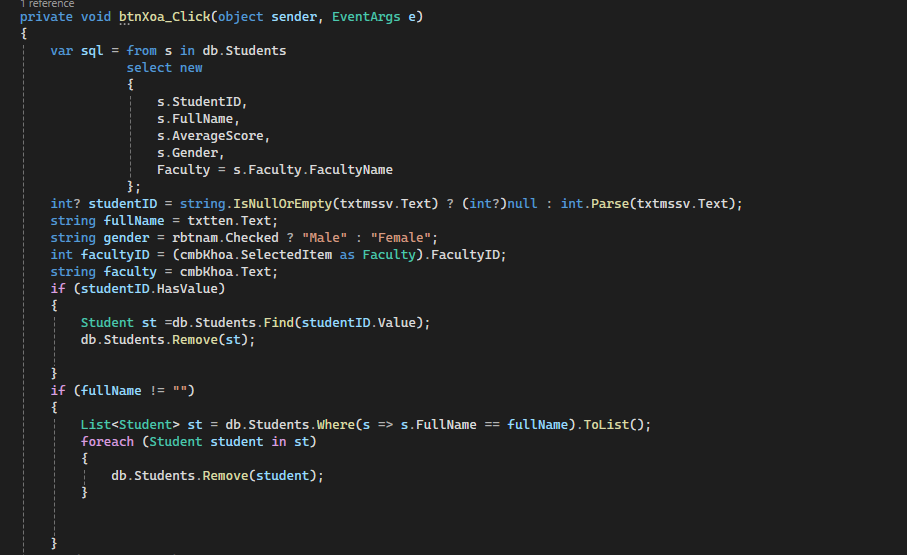 1 reference
private void btnXoa_Click(object sender, EventArgs e)
{
    var sql = from s in db.Students
              select new
              {
                  s.StudentID,
                  s.FullName,
                  s.AverageScore,
                  s.Gender,
                  Faculty = s.Faculty.FacultyName
              };
    int? studentID = string.IsNullOrEmpty(txtmssv.Text) ? (int?)null : int.Parse(txtmssv.Text);
    string fullName = txtten.Text;
    string gender = rbtnam.Checked ? "Male" : "Female";
    int facultyID = (cmbKhoa.SelectedItem as Faculty).FacultyID;
    string faculty = cmbKhoa.Text;
    if (studentID.HasValue)
    {
        Student st =db.Students.Find(studentID.Value);
        db.Students.Remove(st);
    }
    if (fullName != "")
    {
        List<Student> st = db.Students.Where(s => s.FullName == fullName).ToList();
        foreach (Student student in st)
        {
            db.Students.Remove(student);
        }
    }